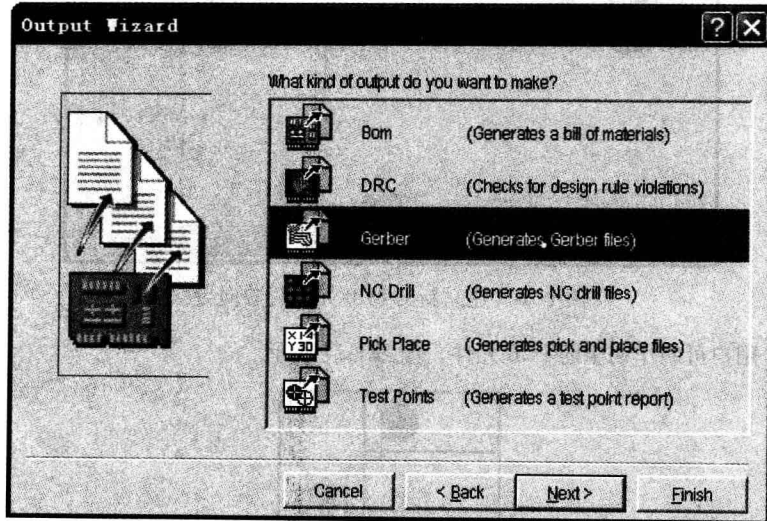 Output Wizard
What kind of output do you want to make?
Bom (Generates a bill of materials)
DRC (Checks for design rule violations)
Gerber (Generates Gerber files)
NC Drill (Generates NC drill files)
X14
Y30
Pick Place (Generates pick and place files)
Test Points (Generates a test point report)
Cancel
< Back
Next >
Finish